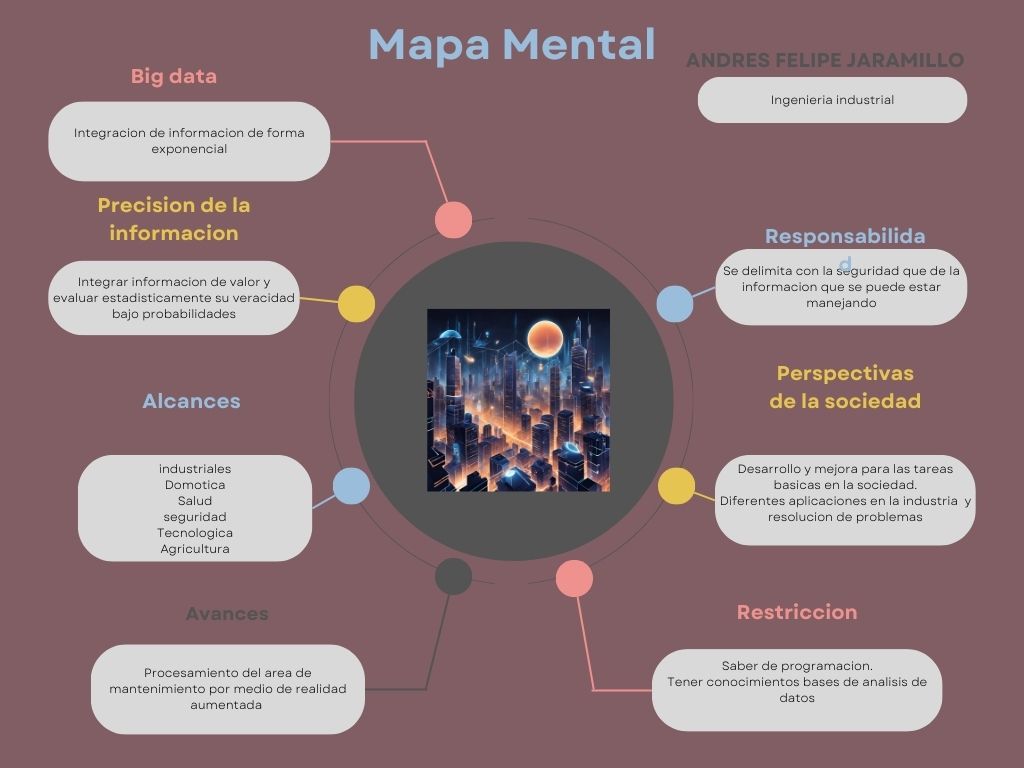 Mapa Mental
ANDRES FELIPE JARAMILLO
Ingenieria industrial
Big data
Integracion de informacion de forma
exponencial
Precision de la
informacion
Integrar informacion de valor y
evaluar estadisticamente su veracidad
bajo probabilidades
Alcances
industriales
Domotica
Salud
seguridad
Tecnologica
Agricultura
Avances
Procesamiento del area de
mantenimiento por medio de realidad
aumentada
Responsabilida
d
Se delimita con la seguridad que de la
informacion que se puede estar
manejando
Perspectivas
de la sociedad
Desarrollo y mejora para las tareas
basicas en la sociedad.
Diferentes aplicaciones en la industria y
resolucion de problemas
Restriccion
Saber de programacion.
Tener conocimientos bases de analisis de
datos